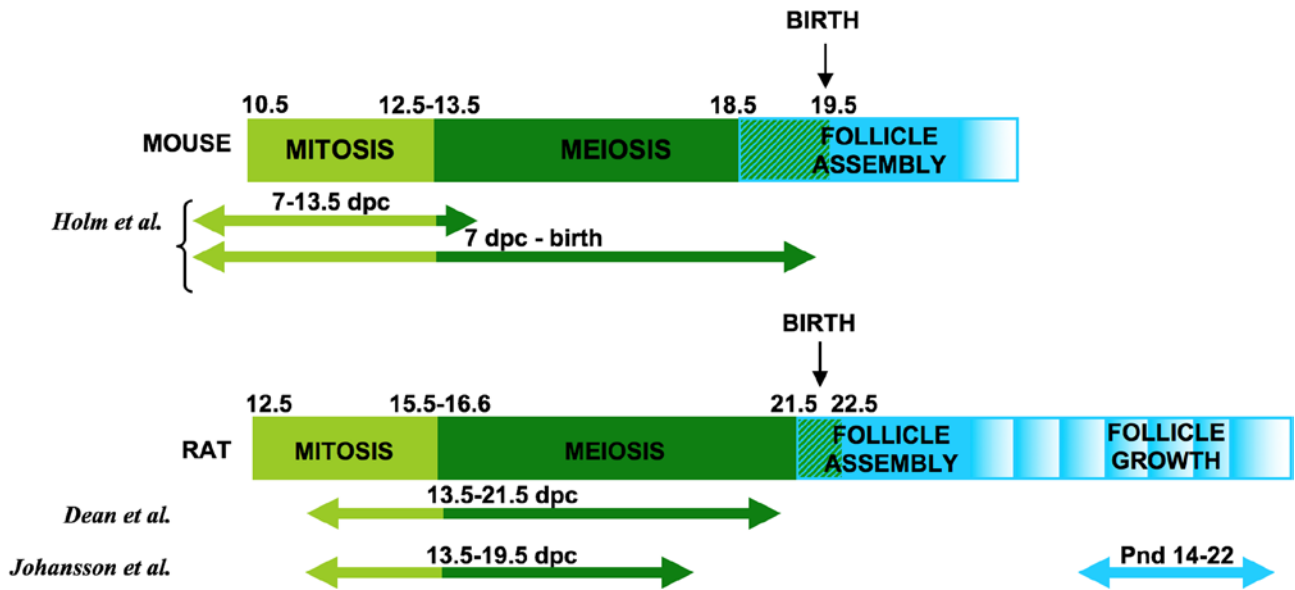 BIRTH
10.5 12.5-13.5 18.5 19.5
MOUSE MITOSIS MEIOSIS FOLLICLE
ASSEMBLY
Holm et al. 7-13.5 dpc
7 dpc - birth
BIRTH
12.5 15.5-16.6 21.5 22.5
RAT MITOSIS MEIOSIS FOLLICLE
ASSEMBLY
FOLLICLE
GROWTH
Dean et al. 13.5-21.5 dpc
Johansson et al. 13.5-19.5 dpc Pnd 14-22